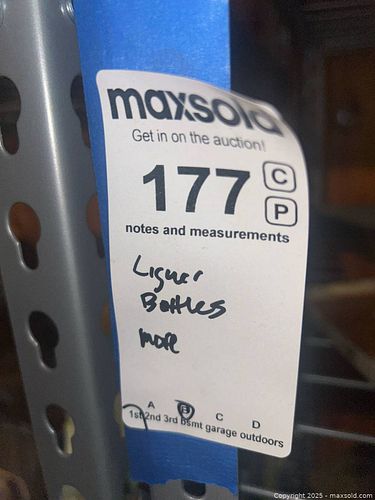 maxsold
Get in on the auction!
177 C
P
notes and measurements
Liquer
Bottles
more
A B C D
1st 2nd 3rd bsmt garage outdoors
Copyright 2025 - maxsold.com